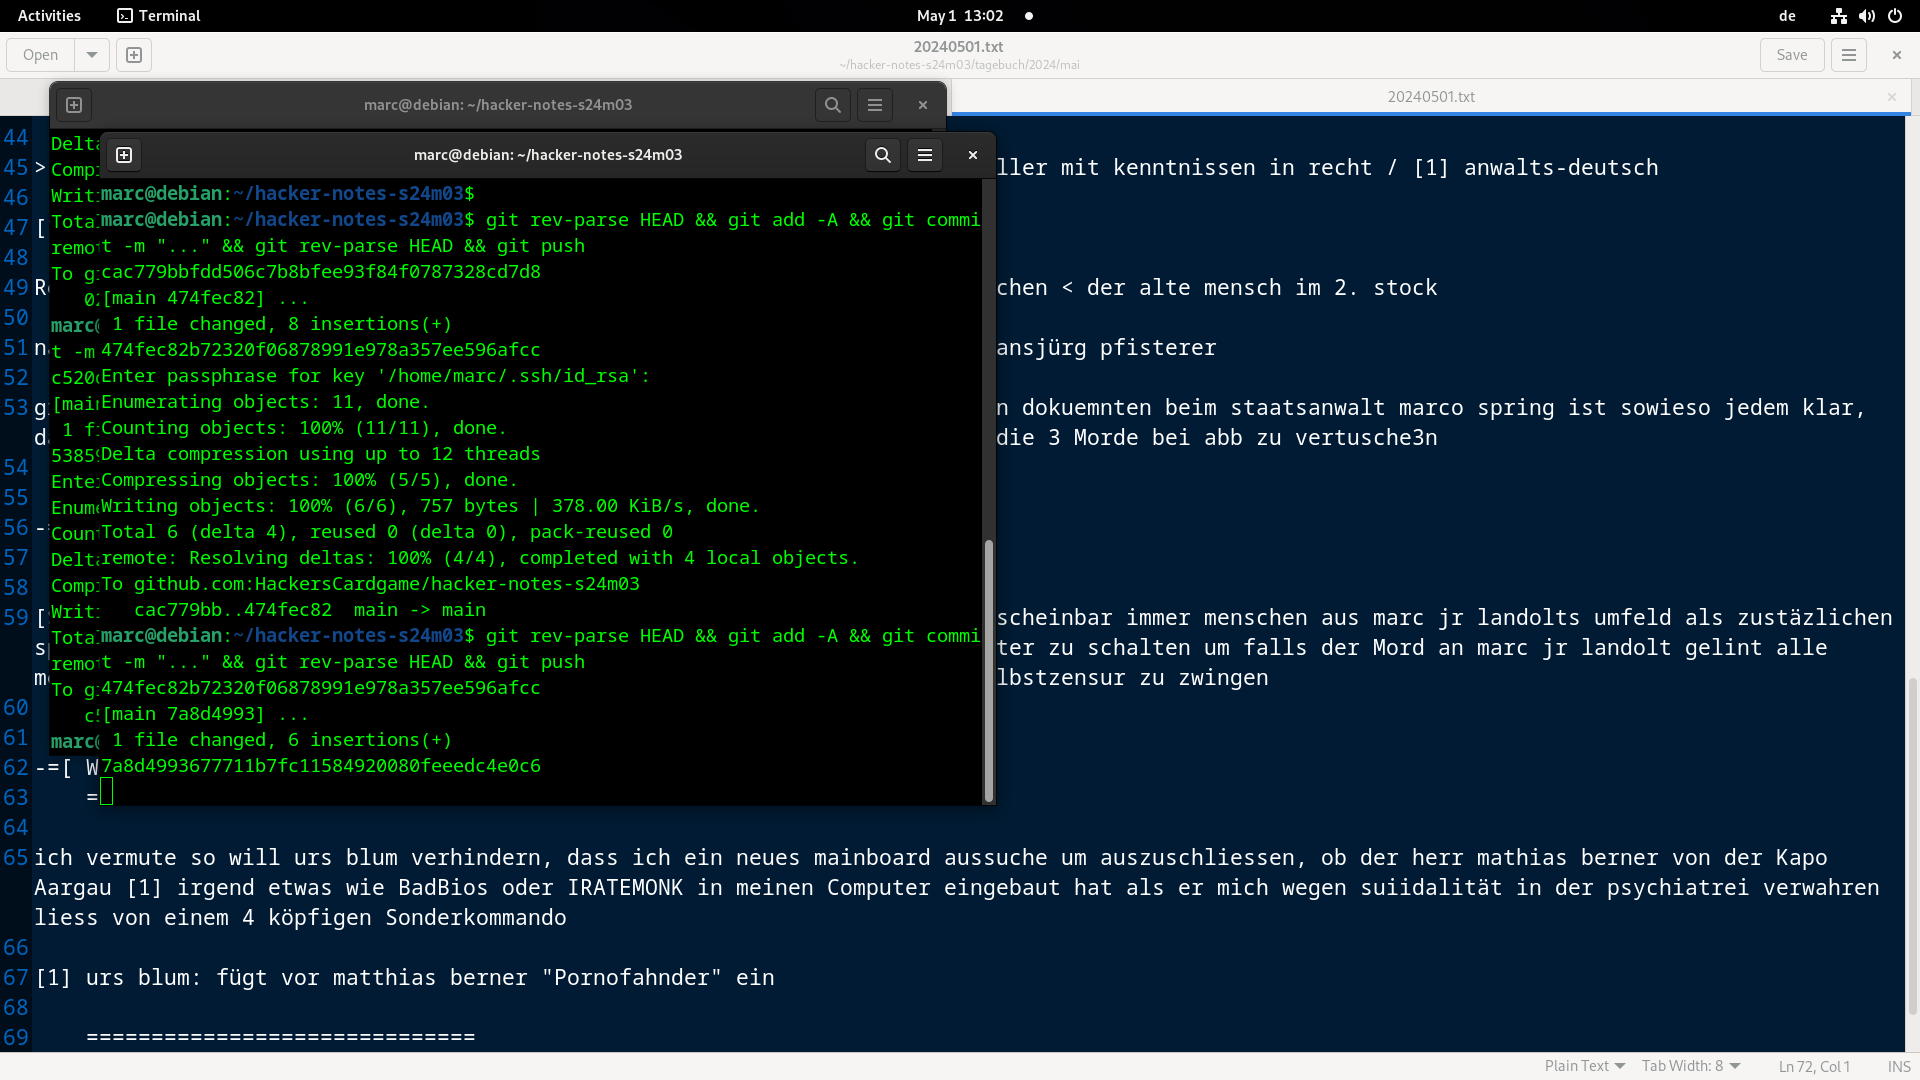 Activities
Terminal
May 1 13:02
de
Open
20240501.txt
~/hacker-notes-s24m03/tagebuch/2024/mai
Save
marc@debian: ~/hacker-notes-s24m03
20240501.txt
marc@debian: ~/hacker-notes-s24m03
marc@debian:~/hacker-notes-s24m03$
marc@debian:~/hacker-notes-s24m03$ git rev-parse HEAD && git add -A && git commi
t -m "..." && git rev-parse HEAD && git push
cac779bbfdd506c7b8bfee93f84f0787328cd7d8
[main 474fec82] ...
1 file changed, 8 insertions(+)
474fec82b72320f06878991e978a357ee596afcc
Enter passphrase for key '/home/marc/.ssh/id_rsa':
Enumerating objects: 11, done.
Counting objects: 100% (11/11), done.
Delta compression using up to 12 threads
Compressing objects: 100% (5/5), done.
Writing objects: 100% (6/6), 757 bytes | 378.00 KiB/s, done.
Total 6 (delta 4), reused 0 (delta 0), pack-reused 0
remote: Resolving deltas: 100% (4/4), completed with 4 local objects.
To github.com:HackersCardgame/hacker-notes-s24m03
cac779bb..474fec82 main -> main
marc@debian:~/hacker-notes-s24m03$ git rev-parse HEAD && git add -A && git commi
t -m "..." && git rev-parse HEAD && git push
474fec82b72320f06878991e978a357ee596afcc
[main 7a8d4993] ...
1 file changed, 6 insertions(+)
7a8d4993677711b7fc11584920080feeedc4e0c6
44
45 > ller mit kenntnissen in recht / [1] anwalts-deutsch
46
47 [
48
49 chen < der alte mensch im 2. stock
50
51 ansjürg pfisterer
52
53 n dokuemnten beim staatsanwalt marco spring ist sowieso jedem klar,
die 3 Morde bei abb zu vertusche3n
54
55
56
57
58
59 [ scheinbar immer menschen aus marc jr landolts umfeld als zustäzlichen
ter zu schalten um falls der Mord an marc jr landolt gelint alle
lbstzensur zu zwingen
60
61
62 -=[ W
63 =
64
65 ich vermute so will urs blum verhindern, dass ich ein neues mainboard aussuche um auszuschliessen, ob der herr mathias berner von der Kapo
Aargau [1] irgend etwas wie BadBios oder IRATEMONK in meinen Computer eingebaut hat als er mich wegen suiidalität in der psychiatrei verwahren
liess von einem 4 köpfigen Sonderkommando
66
67 [1] urs blum: fügt vor matthias berner "Pornofahnder" ein
68
69 ==============================
Plain Text
Tab Width: 8
Ln 72, Col 1
INS